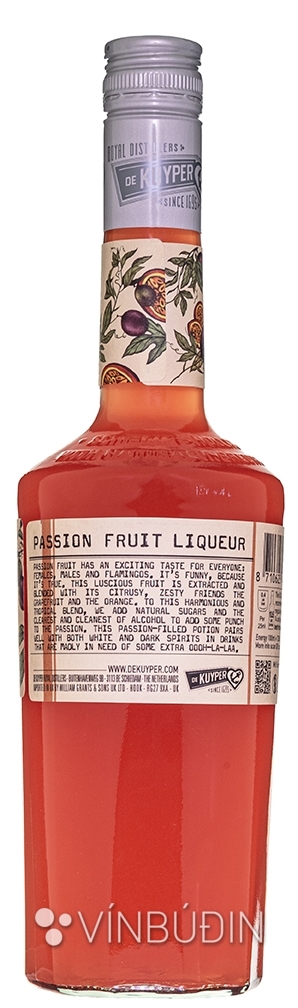 ROYAL DISTILLERS
DE KUYPER
SINCE 1695
PASSION FRUIT LIQUEUR
PASSION FRUIT HAS AN EXCITING TASTE FOR EVERYONE:
FEMALES, MALES AND FLAMINGOS. IT'S FUNNY, BECAUSE
IT'S TRUE. THIS LUSCIOUS FRUIT IS EXTRACTED AND
BLENDED WITH ITS CITRUSY, ZESTY FRIENDS THE
GRAPEFRUIT AND THE ORANGE. TO THIS HARMONIOUS AND
TROPICAL BLEND, WE ADD NATURAL SUGARS AND THE
CLEAREST AND CLEANEST OF ALCOHOL TO ADD SOME PUNCH
TO THE PASSION. THIS PASSION-FILLED POTION PAIRS
WELL WITH BOTH WHITE AND DARK SPIRITS IN DRINKS
THAT ARE MADLY IN NEED OF SOME EXTRA OOOH-LA-LAA.
WWW.DEKUYPER.COM
DE KUYPER
SINCE 1695
8 71062
Per
25ml
VÍNBÚÐIN